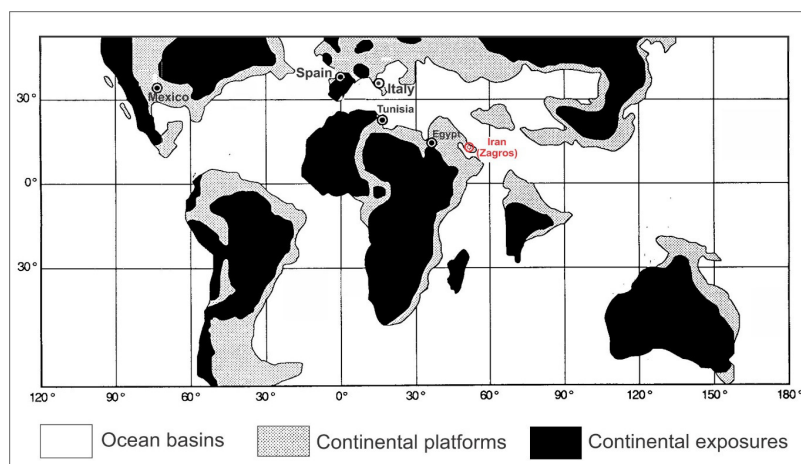 Spain
Italy
30°
Mexico
Tunisia
Egypt
Iran
(Zagros)
0°
30°
120° 90° 60° 30° 0° 30° 60° 90° 120° 150° 180°
Ocean basins
Continental platforms
Continental exposures